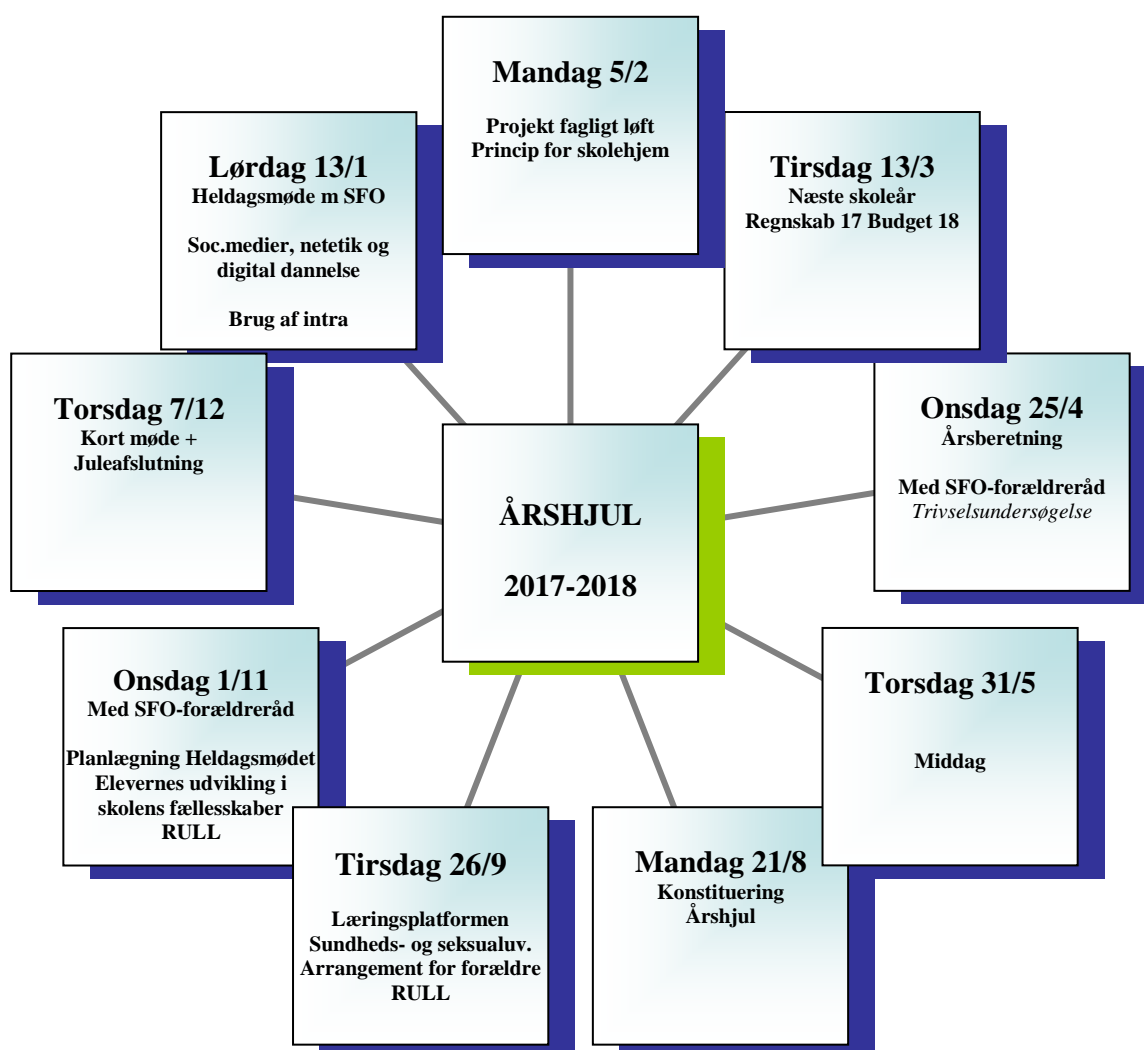 Mandag 5/2
Projekt fagligt løft
Princip for skolehjem
Tirsdag 13/3
Næste skoleår
Regnskab 17 Budget 18
Onsdag 25/4
Årsberetning
Med SFO-forældreråd
Trivselsundersøgelse
Torsdag 31/5
Middag
Mandag 21/8
Konstituering
Årshjul
Tirsdag 26/9
Læringsplatformen
Sundheds- og seksualuv.
Arrangement for forældre
RULL
Onsdag 1/11
Med SFO-forældreråd
Planlægning Heldagsmødet
Elevernes udvikling i
skolens fællesskaber
RULL
Torsdag 7/12
Kort møde +
Juleafslutning
Lørdag 13/1
Heldagsmøde m SFO
Soc.medier, netetik og
digital dannelse
Brug af intra
ÅRSHJUL
2017-2018